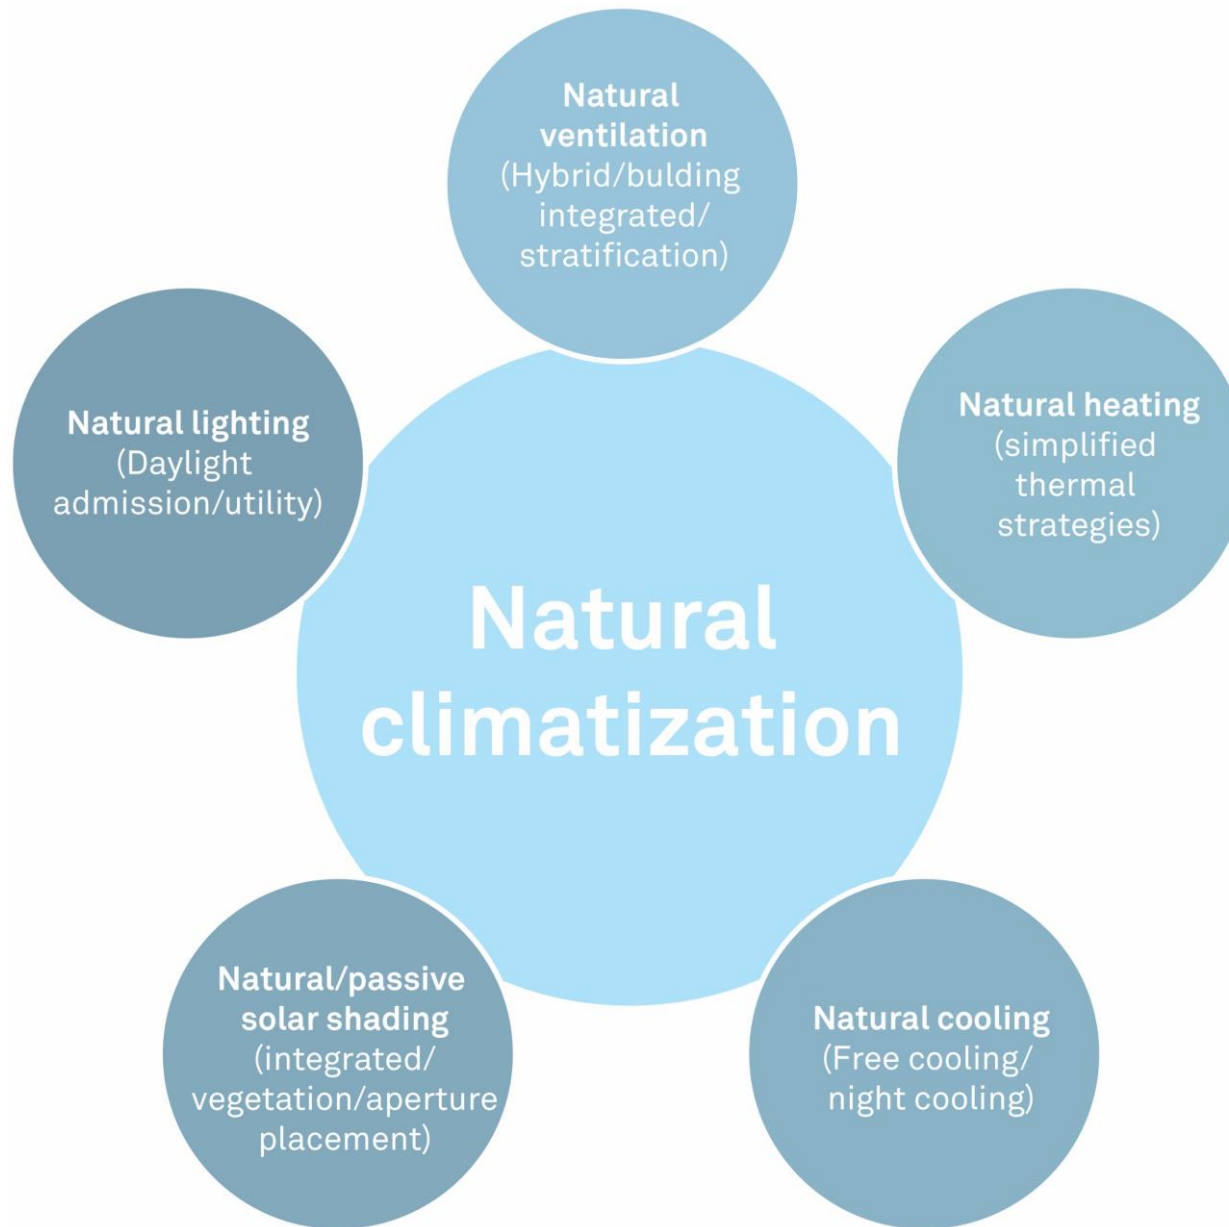 Natural
ventilation
(Hybrid/bulding
integrated/
stratification)
Natural heating
(simplified
thermal
strategies)
Natural lighting
(Daylight
admission/utility)
Natural
climatization
Natural/passive
solar shading
(integrated/
vegetation/aperture
placement)
Natural cooling
(Free cooling/
night cooling)